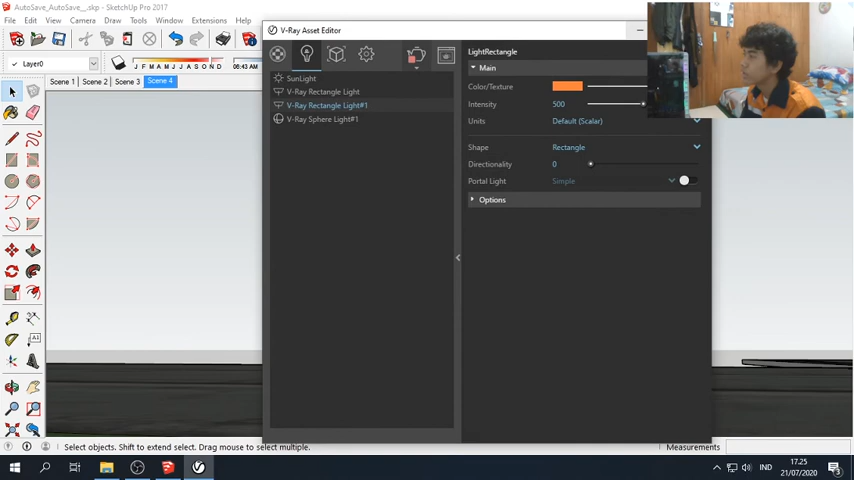 AutoSave_AutoSave__.skp - SketchUp Pro 2017
File Edit View Camera Draw Tools Window Extensions
Layer0
J F M A M J J A S O N D
08:43 AM
Scene 1 Scene 2 Scene 3 Scene 4
V-Ray Asset Editor
SunLight
V-Ray Rectangle Light
V-Ray Rectangle Light#1
V-Ray Sphere Light#1
LightRectangle
Main
Color/Texture
Intensity 500
Units Default (Scalar)
Shape Rectangle
Directionality 0
Portal Light Simple
Options
Select objects. Shift to extend select. Drag mouse to select multiple.
Measurements
IND
17.25
21/07/2020
3